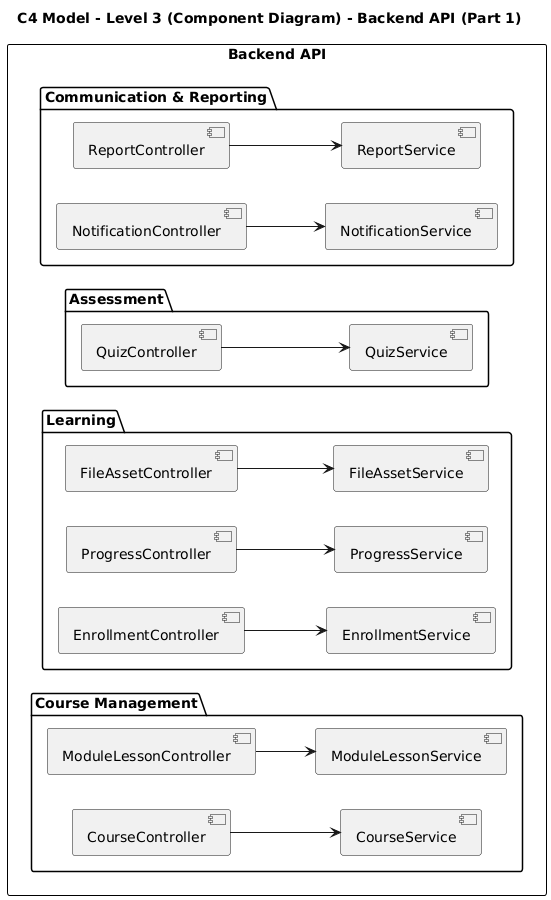 C4 Model - Level 3 (Component Diagram) - Backend API (Part 1)
Backend API
Communication & Reporting
ReportController
ReportService
NotificationController
NotificationService
Assessment
QuizController
QuizService
Learning
FileAssetController
FileAssetService
ProgressController
ProgressService
EnrollmentController
EnrollmentService
Course Management
ModuleLessonController
ModuleLessonService
CourseController
CourseService